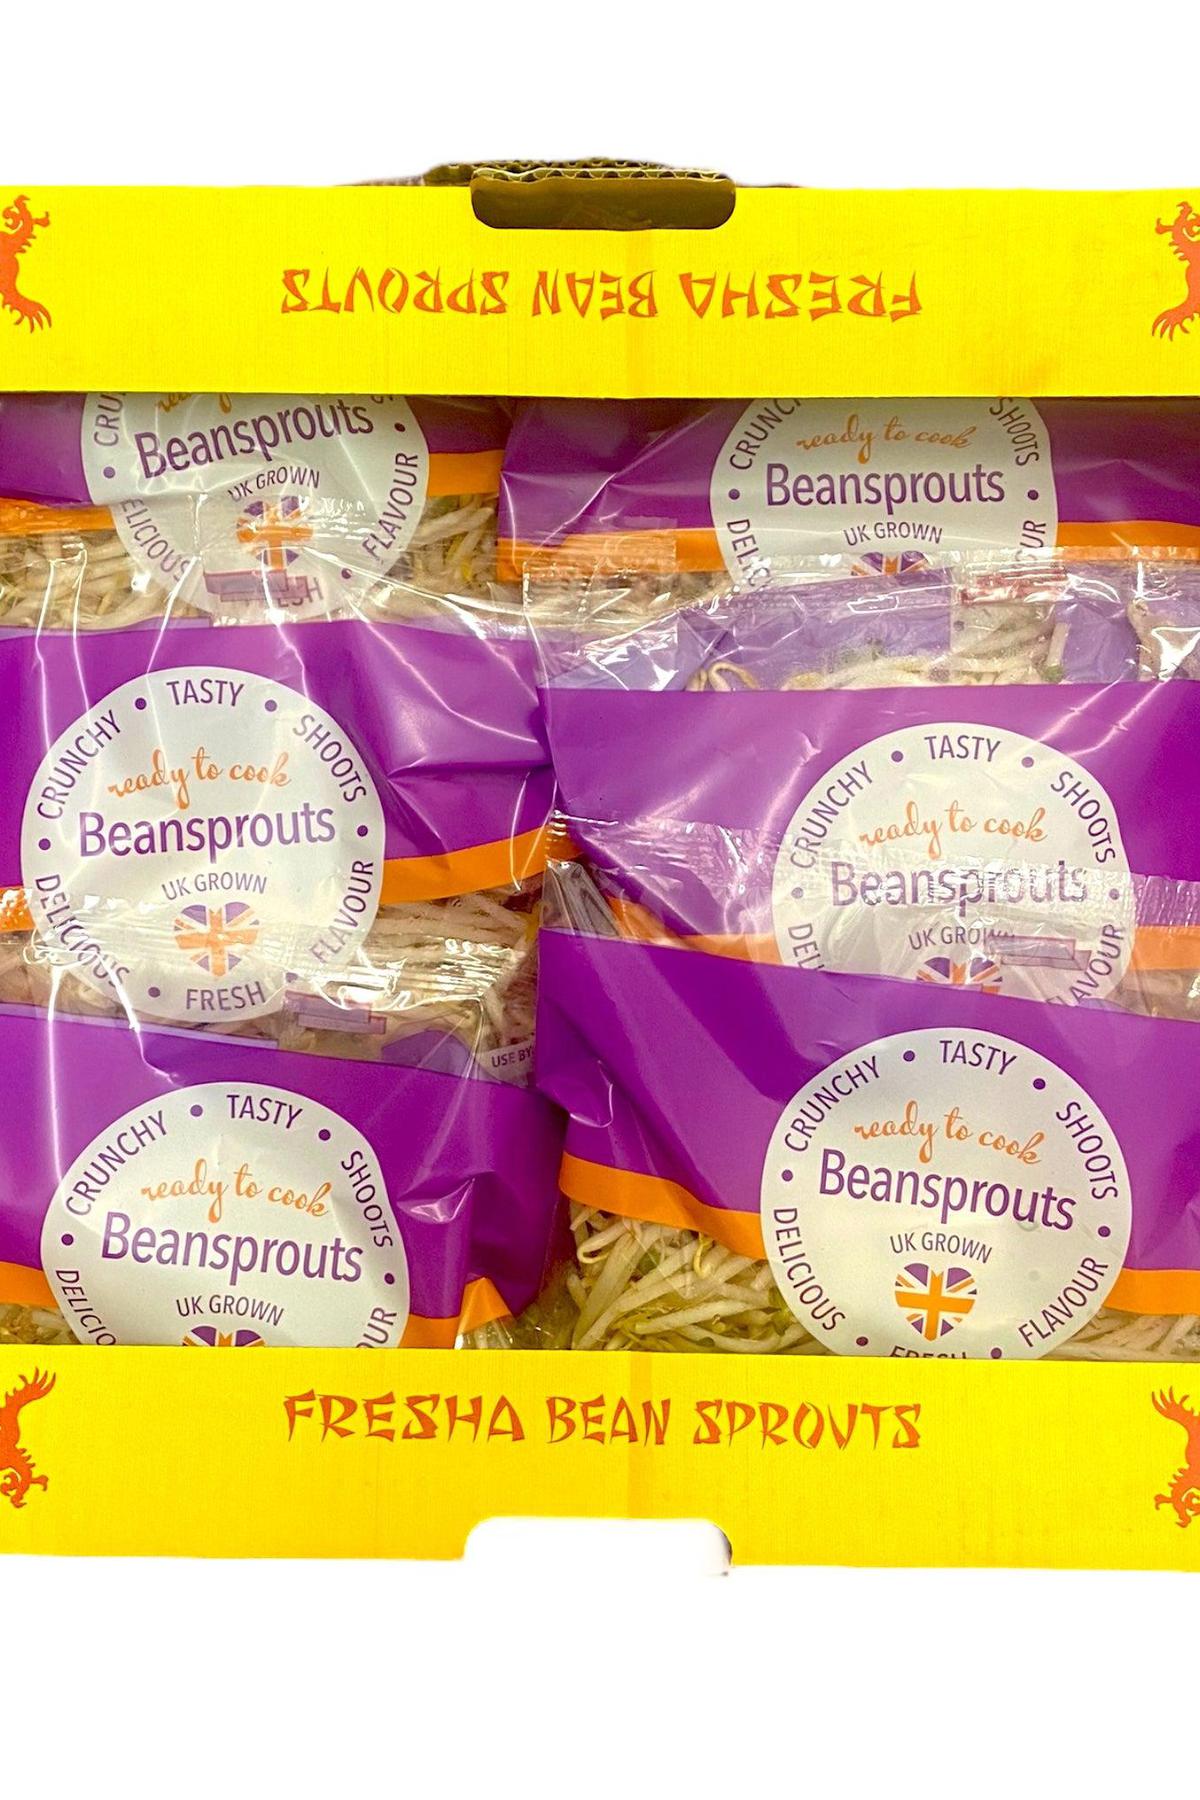 FRESHA BEAN SPROUTS
ready to cook
Beansprouts
UK GROWN
FLAVOUR
CRUNCHY
SHOOTS
ready to cook
Beansprouts
UK GROWN
CRUNCHY • TASTY • SHOOTS
ready to cook
Beansprouts
UK GROWN
DELICIOUS • FRESH • FLAVOUR
CRUNCHY • TASTY • SHOOTS
ready to cook
Beansprouts
UK GROWN
FLAVOUR
USE BY
CRUNCHY • TASTY • SHOOTS
ready to cook
Beansprouts
UK GROWN
CRUNCHY • TASTY • SHOOTS
ready to cook
Beansprouts
UK GROWN
DELICIOUS • FRESH • FLAVOUR
FRESHA BEAN SPROUTS